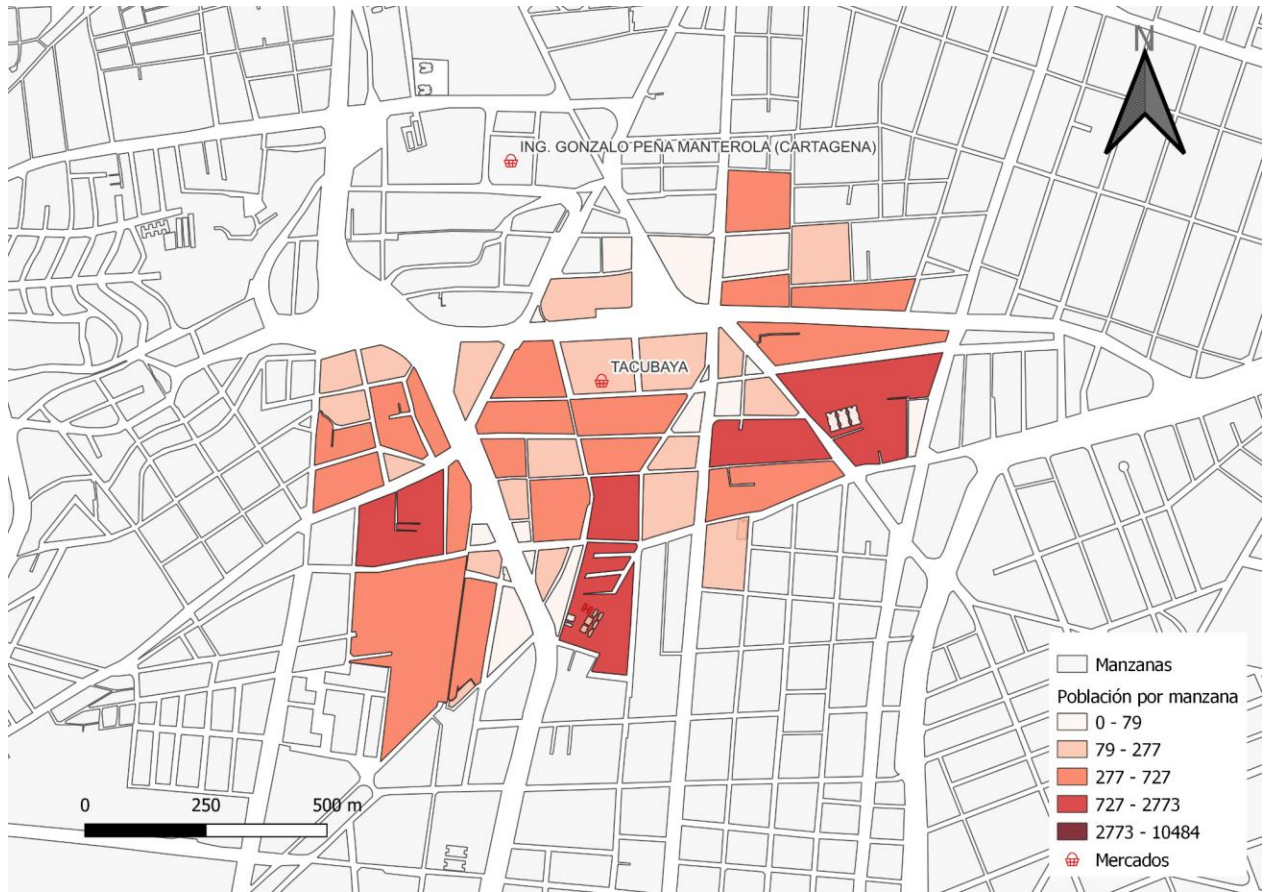 N
ING. GONZALO PEÑA MANTEROLA (CARTAGENA)
TACUBAYA
Manzanas
Población por manzana
0 - 79
79 - 277
277 - 727
727 - 2773
2773 - 10484
Mercados
0 250 500 m